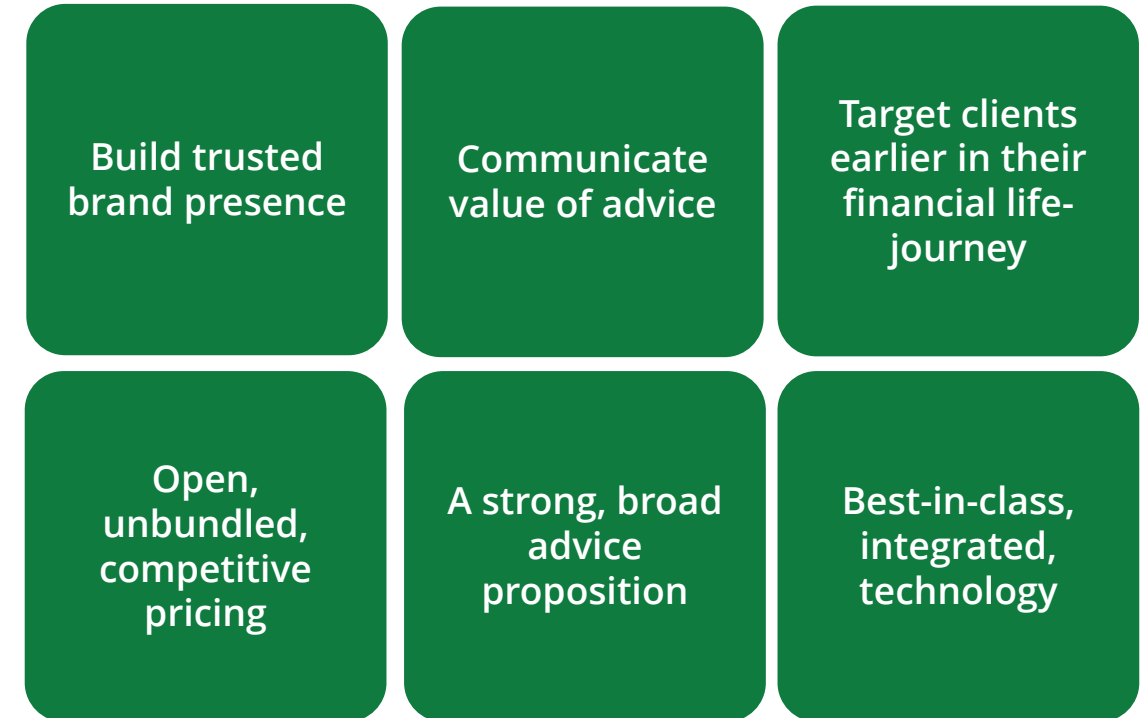 Build trusted
brand presence
Communicate
value of advice
Target clients
earlier in their
financial life-
journey
Open,
unbundled,
competitive
pricing
A strong, broad
advice
proposition
Best-in-class,
integrated,
technology